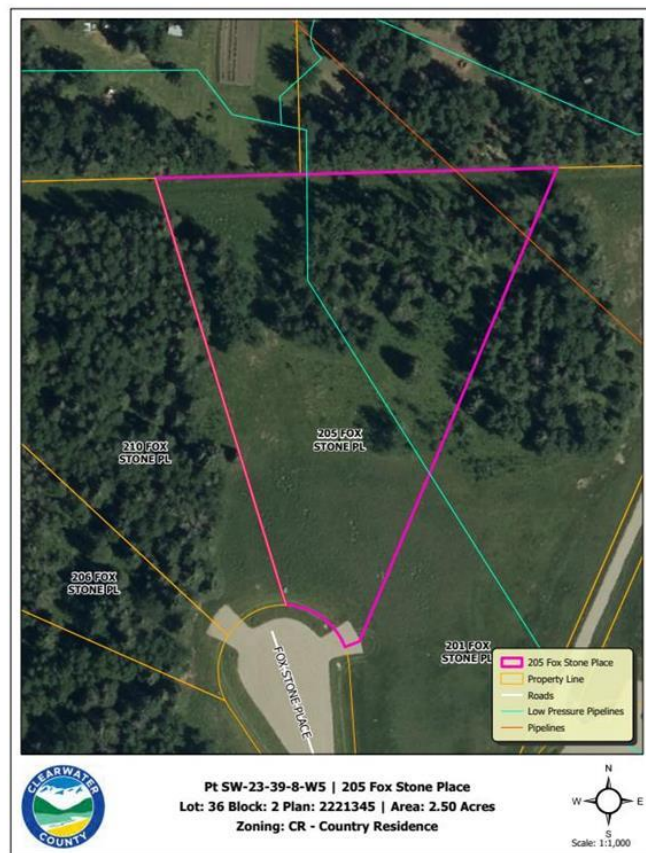 210 FOX
STONE PL
205 FOX
STONE PL
206 FOX
STONE PL
201 FOX
STONE PL
FOX STONE PLACE
205 Fox Stone Place
Property Line
Roads
Low Pressure Pipelines
Pipelines
CLEARWATER
COUNTY
Pt SW-23-39-8-W5 | 205 Fox Stone Place
Lot: 36 Block: 2 Plan: 2221345 | Area: 2.50 Acres
Zoning: CR - Country Residence
N
W
E
S
Scale: 1:1,000